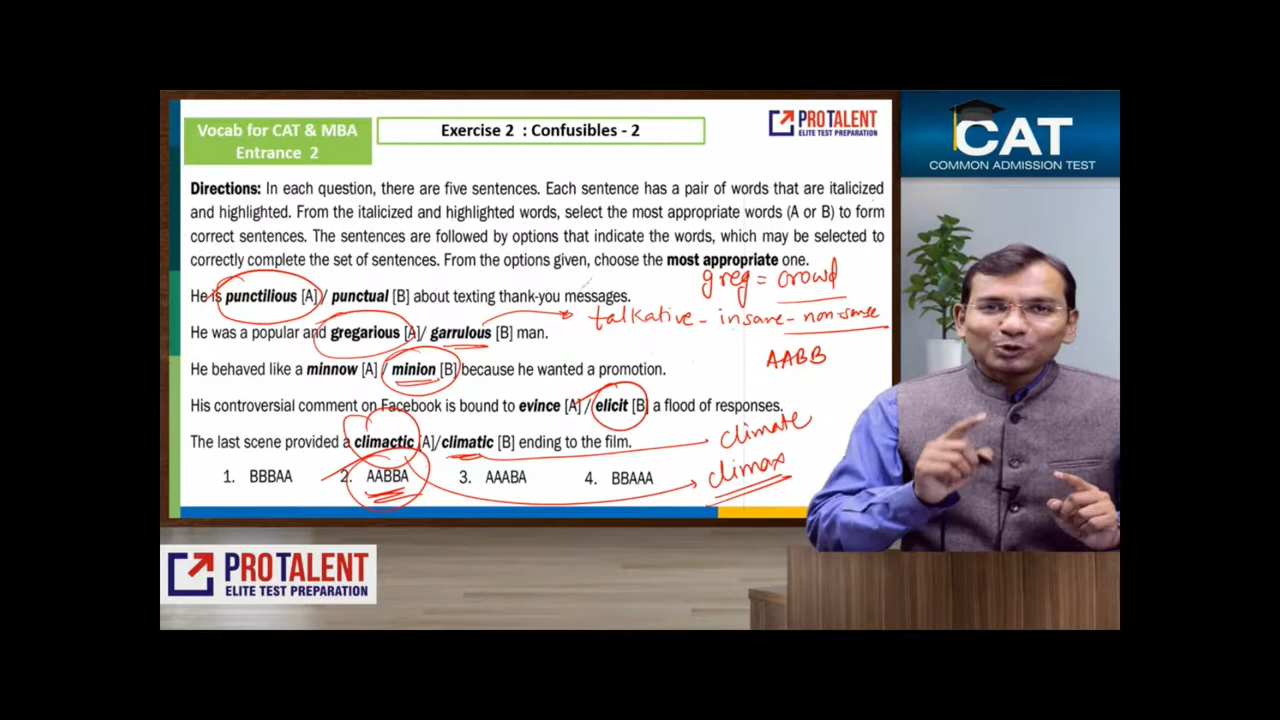 Vocab for CAT & MBA
Entrance 2
Exercise 2 : Confusibles - 2
PROTALENT
ELITE TEST PREPARATION
CAT
COMMON ADMISSION TEST
Directions: In each question, there are five sentences. Each sentence has a pair of words that are italicized
and highlighted. From the italicized and highlighted words, select the most appropriate words (A or B) to form
correct sentences. The sentences are followed by options that indicate the words, which may be selected to
correctly complete the set of sentences. From the options given, choose the most appropriate one.
greg = crowd
He is punctilious [A] / punctual [B] about texting thank-you messages.
talkative - insane - non-sense
He was a popular and gregarious [A]/ garrulous [B] man.
AABB
He behaved like a minnow [A] / minion [B] because he wanted a promotion.
His controversial comment on Facebook is bound to evince [A] / elicit [B] a flood of responses.
climate
The last scene provided a climactic [A]/climatic [B] ending to the film.
climax
1. BBBAA 2. AABBA 3. AAABA 4. BBAAA
PROTALENT
ELITE TEST PREPARATION